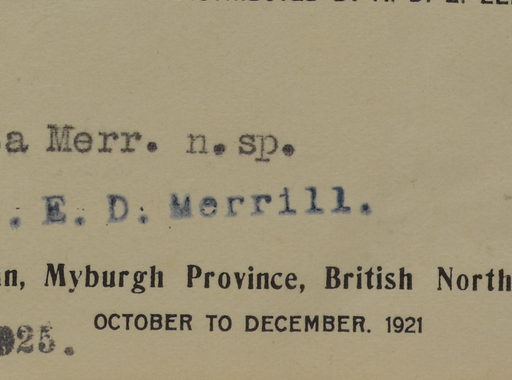 a Merr. n.sp.
. E. D. Merrill.
n, Myburgh Province, British North
925.
OCTOBER TO DECEMBER. 1921